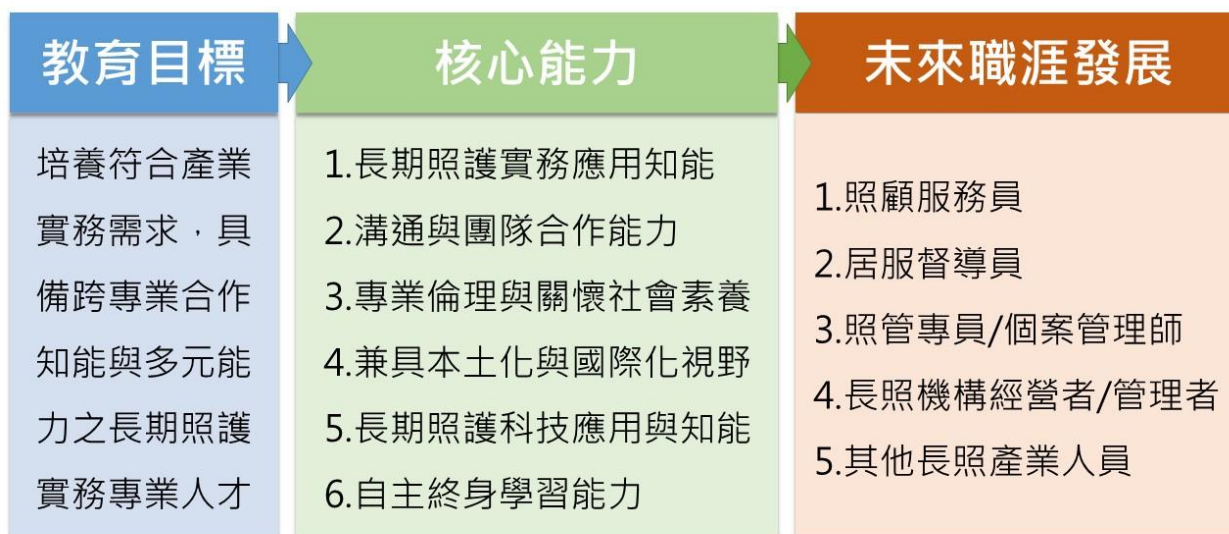 教育目標
培養符合產業
實務需求，具
備跨專業合作
知能與多元能
力之長期照護
實務專業人才
核心能力
1.長期照護實務應用知能
2.溝通與團隊合作能力
3.專業倫理與關懷社會素養
4.兼具本土化與國際化視野
5.長期照護科技應用與知能
6.自主終身學習能力
未來職涯發展
1.照顧服務員
2.居服督導員
3.照管專員/個案管理師
4.長照機構經營者/管理者
5.其他長照產業人員